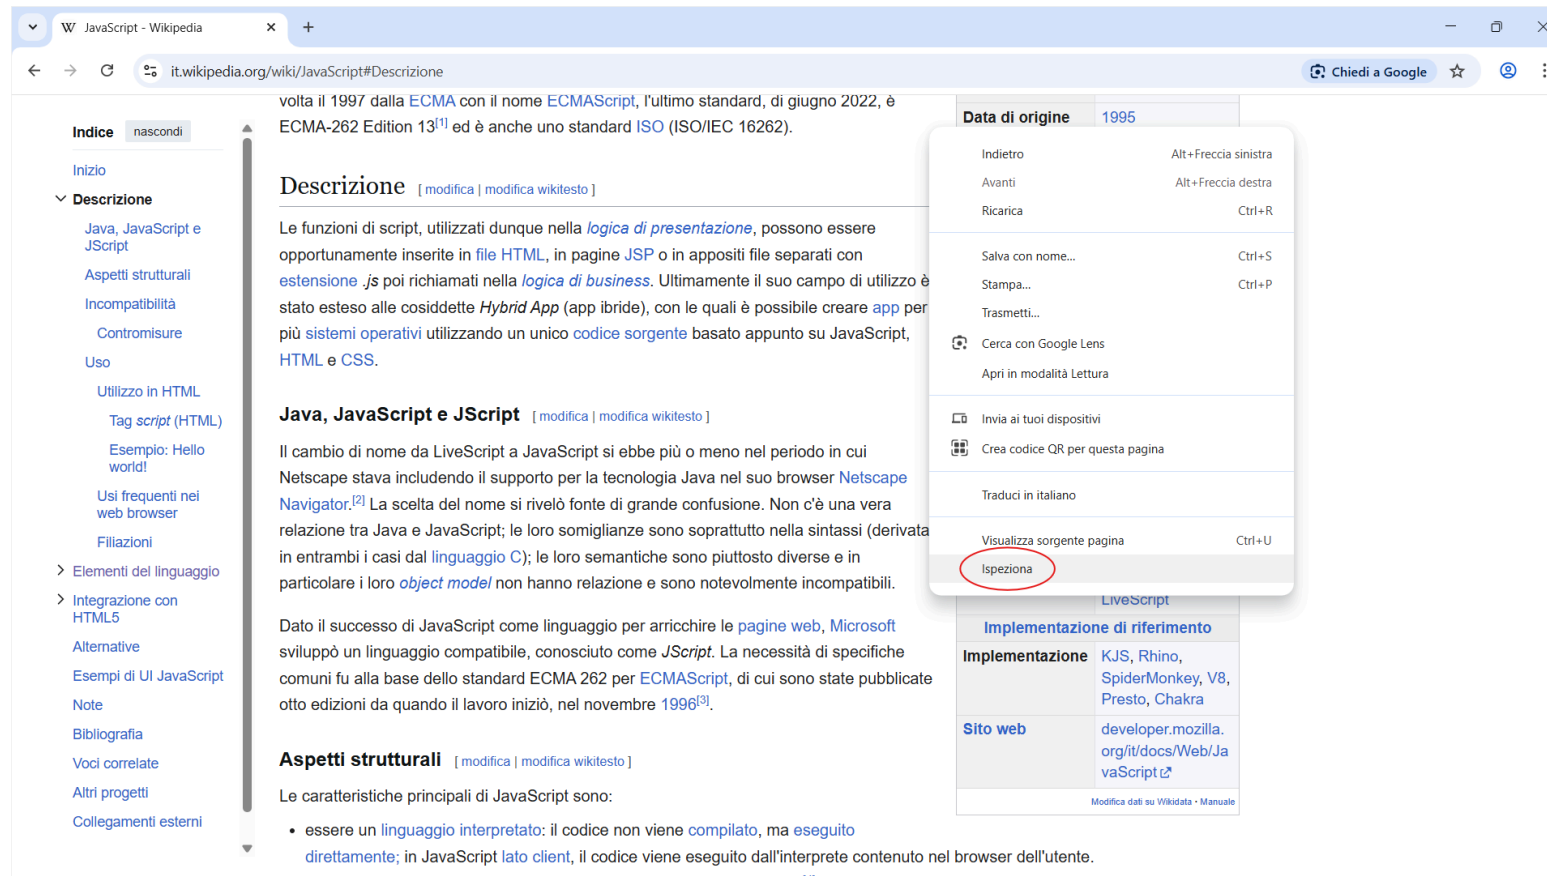 JavaScript - Wikipedia
it.wikipedia.org/wiki/JavaScript#Descrizione
Chiedi a Google
Indice
nascondi
Inizio
Descrizione
Java, JavaScript e
JScript
Aspetti strutturali
Incompatibilità
Contromisure
Uso
Utilizzo in HTML
Tag script (HTML)
Esempio: Hello
world!
Usi frequenti nei
web browser
Filiazioni
Elementi del linguaggio
Integrazione con
HTML5
Alternative
Esempi di UI JavaScript
Note
Bibliografia
Voci correlate
Altri progetti
Collegamenti esterni
volta il 1997 dalla ECMA con il nome ECMAScript, l'ultimo standard, di giugno 2022, è
ECMA-262 Edition 13[1] ed è anche uno standard ISO (ISO/IEC 16262).
Descrizione [ modifica | modifica wikitesto ]
Le funzioni di script, utilizzati dunque nella logica di presentazione, possono essere
opportunamente inserite in file HTML, in pagine JSP o in appositi file separati con
estensione .js poi richiamati nella logica di business. Ultimamente il suo campo di utilizzo è
stato esteso alle cosiddette Hybrid App (app ibride), con le quali è possibile creare app per
più sistemi operativi utilizzando un unico codice sorgente basato appunto su JavaScript,
HTML e CSS.
Java, JavaScript e JScript [ modifica | modifica wikitesto ]
Il cambio di nome da LiveScript a JavaScript si ebbe più o meno nel periodo in cui
Netscape stava includendo il supporto per la tecnologia Java nel suo browser Netscape
Navigator.[2] La scelta del nome si rivelò fonte di grande confusione. Non c'è una vera
relazione tra Java e JavaScript; le loro somiglianze sono soprattutto nella sintassi (derivata
in entrambi i casi dal linguaggio C); le loro semantiche sono piuttosto diverse e in
particolare i loro object model non hanno relazione e sono notevolmente incompatibili.
Dato il successo di JavaScript come linguaggio per arricchire le pagine web, Microsoft
sviluppò un linguaggio compatibile, conosciuto come JScript. La necessità di specifiche
comuni fu alla base dello standard ECMA 262 per ECMAScript, di cui sono state pubblicate
otto edizioni da quando il lavoro iniziò, nel novembre 1996[3].
Aspetti strutturali [ modifica | modifica wikitesto ]
Le caratteristiche principali di JavaScript sono:
• essere un linguaggio interpretato: il codice non viene compilato, ma eseguito
direttamente; in JavaScript lato client, il codice viene eseguito dall'interprete contenuto nel browser dell'utente.
Data di origine 1995
Indietro Alt+Freccia sinistra
Avanti Alt+Freccia destra
Ricarica Ctrl+R
Salva con nome... Ctrl+S
Stampa... Ctrl+P
Trasmetti...
Cerca con Google Lens
Apri in modalità Lettura
Invia ai tuoi dispositivi
Crea codice QR per questa pagina
Traduci in italiano
Visualizza sorgente pagina Ctrl+U
Ispeziona
LiveScript
Implementazione di riferimento
Implementazione KJS, Rhino,
SpiderMonkey, V8,
Presto, Chakra
Sito web developer.mozilla.
org/it/docs/Web/Ja
vaScript
Modifica dati su Wikidata · Manuale